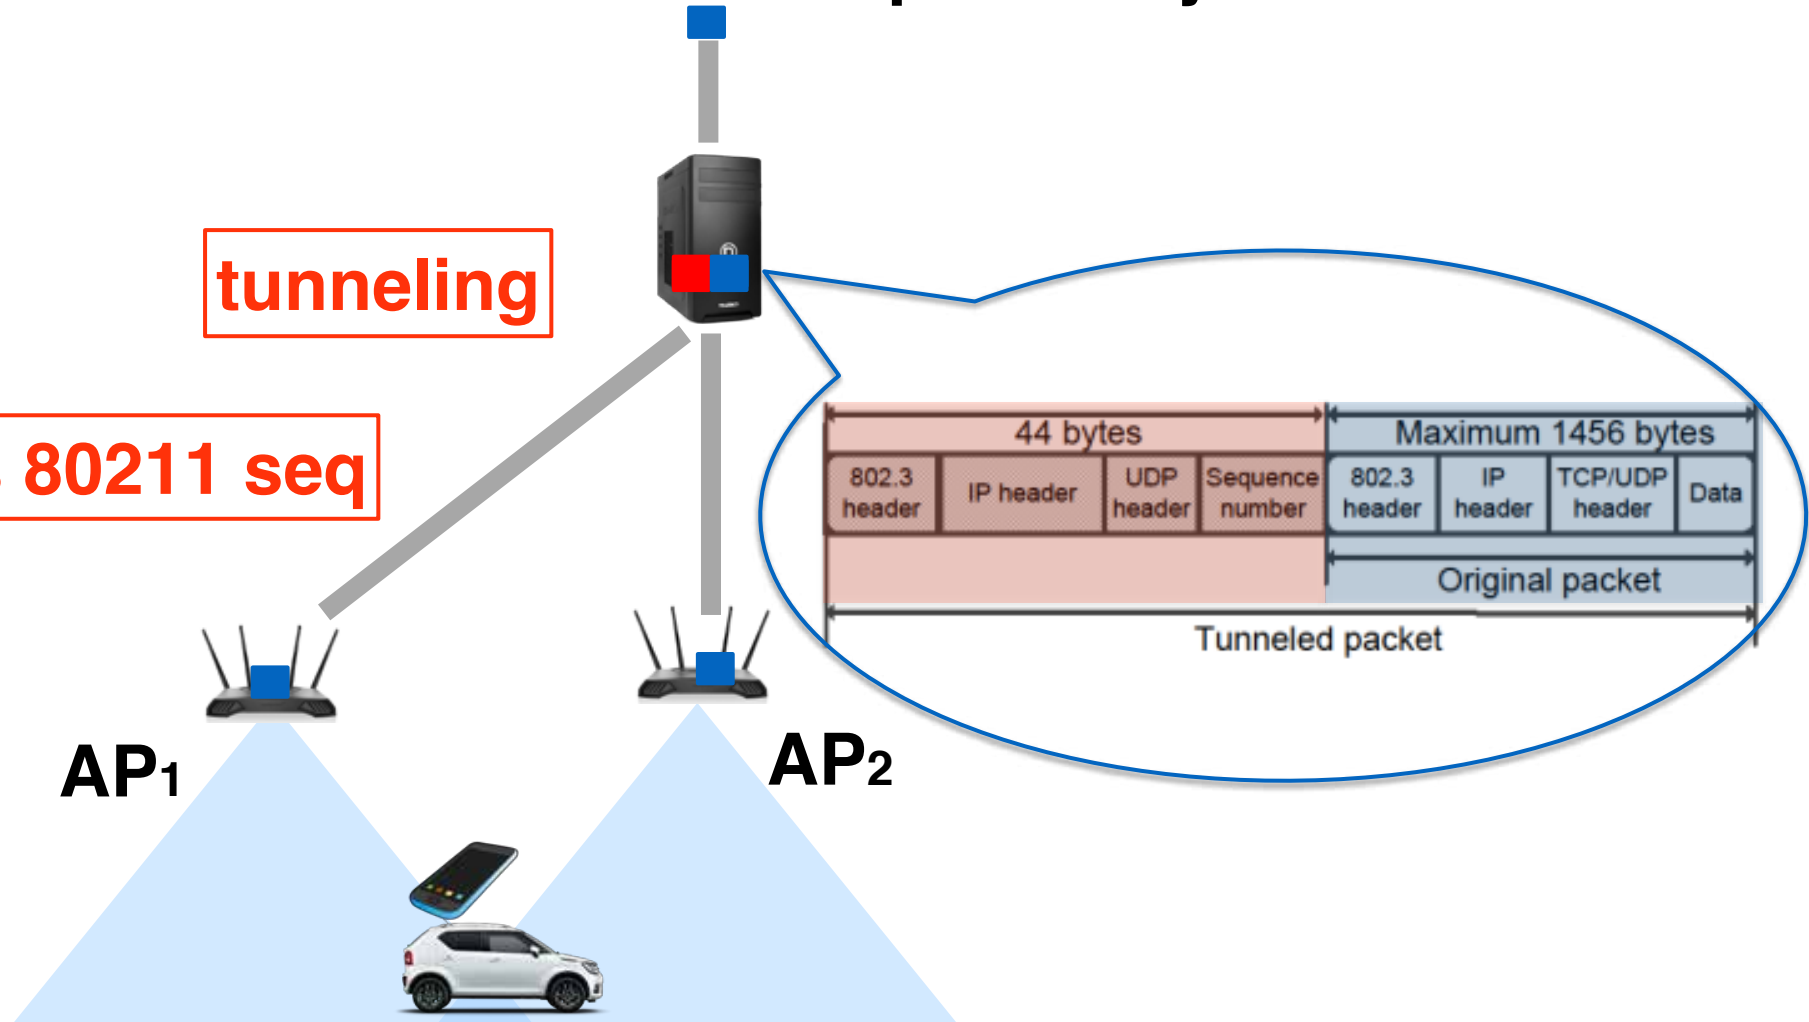 tunneling
80211 seq
44 bytes
Maximum 1456 bytes
802.3 header
IP header
UDP header
Sequence number
802.3 header
IP header
TCP/UDP header
Data
Original packet
Tunneled packet
AP1
AP2